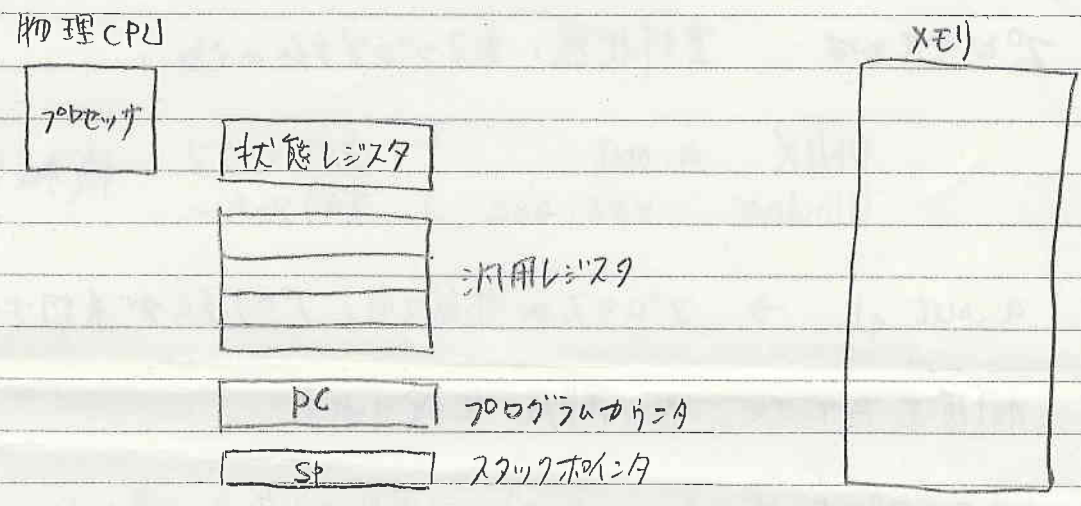 物理CPU
メモリ
プロセッサ
状態レジスタ
汎用レジスタ
PC
プログラムカウンタ
SP
スタックポインタ